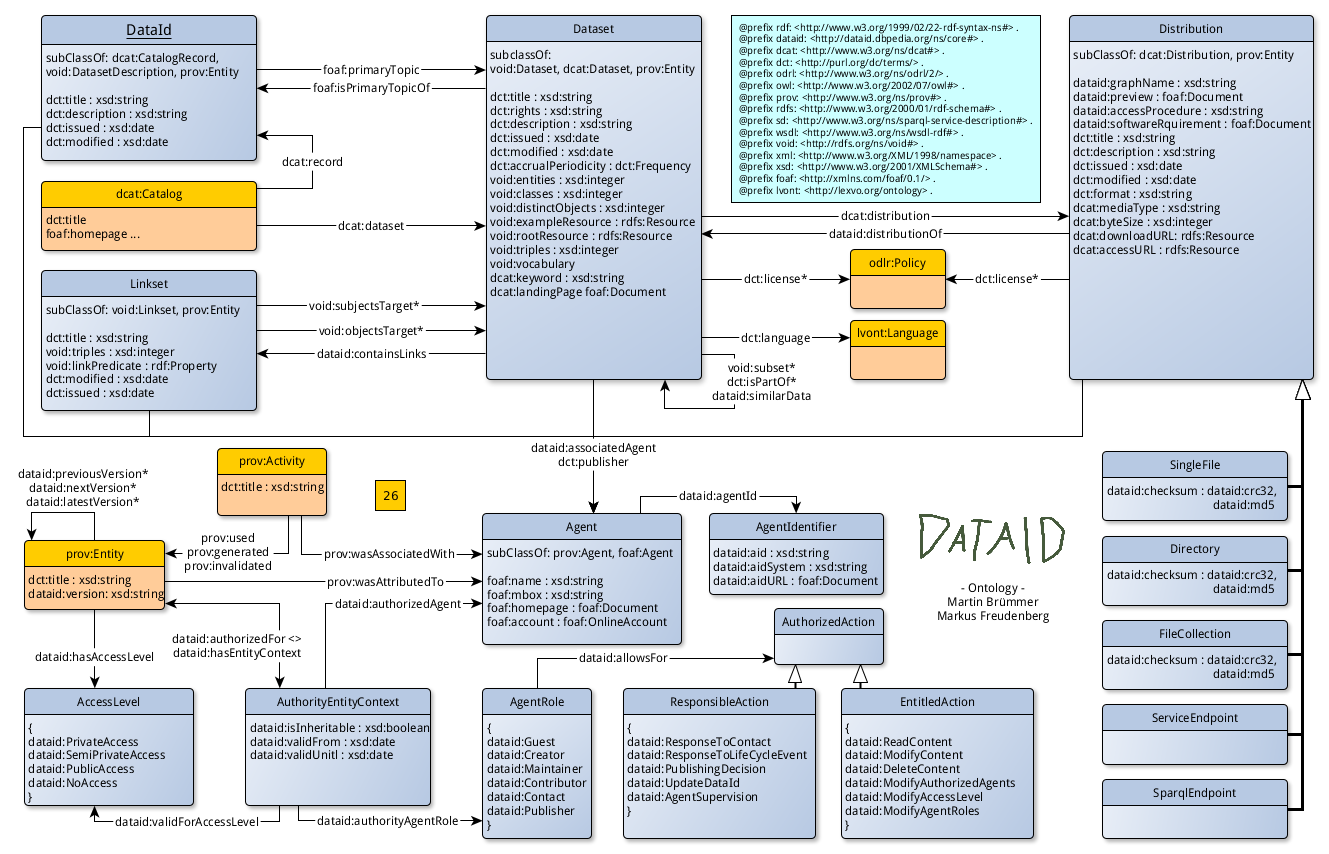 DataId
subClassOf: dcat:CatalogRecord,
void:DatasetDescription, prov:Entity
dct:title : xsd:string
dct:description : xsd:string
dct:issued : xsd:date
dct:modified : xsd:date
foaf:primaryTopic
foaf:isPrimaryTopicOf
dcat:record
dcat:Catalog
dct:title
foaf:homepage ...
dcat:dataset
Linkset
subClassOf: void:Linkset, prov:Entity
dct:title : xsd:string
void:triples : xsd:integer
void:linkPredicate : rdf:Property
dct:modified : xsd:date
dct:issued : xsd:date
void:subjectsTarget*
void:objectsTarget*
dataid:containsLinks
Dataset
subclassOf:
void:Dataset, dcat:Dataset, prov:Entity
dct:title : xsd:string
dct:rights : xsd:string
dct:description : xsd:string
dct:issued : xsd:date
dct:modified : xsd:date
dct:accrualPeriodicity : dct:Frequency
void:entities : xsd:integer
void:classes : xsd:integer
void:distinctObjects : xsd:integer
void:exampleResource : rdfs:Resource
void:rootResource : rdfs:Resource
void:triples : xsd:integer
void:vocabulary
dcat:keyword : xsd:string
dcat:landingPage foaf:Document
@prefix rdf: <http://www.w3.org/1999/02/22-rdf-syntax-ns#> .
@prefix dataid: <http://dataid.dbpedia.org/ns/core#> .
@prefix dcat: <http://www.w3.org/ns/dcat#> .
@prefix dct: <http://purl.org/dc/terms/> .
@prefix odrl: <http://www.w3.org/ns/odrl/2/> .
@prefix owl: <http://www.w3.org/2002/07/owl#> .
@prefix prov: <http://www.w3.org/ns/prov#> .
@prefix rdfs: <http://www.w3.org/2000/01/rdf-schema#> .
@prefix sd: <http://www.w3.org/ns/sparql-service-description#> .
@prefix wsdl: <http://www.w3.org/ns/wsdl-rdf#> .
@prefix void: <http://rdfs.org/ns/void#> .
@prefix xml: <http://www.w3.org/XML/1998/namespace> .
@prefix xsd: <http://www.w3.org/2001/XMLSchema#> .
@prefix foaf: <http://xmlns.com/foaf/0.1/> .
@prefix lvont: <http://lexvo.org/ontology> .
dcat:distribution
dataid:distributionOf
dct:license*
odlr:Policy
dct:license*
dct:language
lvont:Language
void:subset*
dct:isPartOf*
dataid:similarData
Distribution
subClassOf: dcat:Distribution, prov:Entity
dataid:graphName : xsd:string
dataid:preview : foaf:Document
dataid:accessProcedure : xsd:string
dataid:softwareRquirement : foaf:Document
dct:title : xsd:string
dct:description : xsd:string
dct:issued : xsd:date
dct:modified : xsd:date
dct:format : xsd:string
dcat:mediaType : xsd:string
dcat:byteSize : xsd:integer
dcat:downloadURL: rdfs:Resource
dcat:accessURL : rdfs:Resource
dataid:associatedAgent
dct:publisher
dataid:previousVersion*
dataid:nextVersion*
dataid:latestVersion*
prov:Activity
dct:title : xsd:string
26
prov:used
prov:generated
prov:invalidated
prov:wasAssociatedWith
prov:wasAttributedTo
dataid:authorizedAgent
prov:Entity
dct:title : xsd:string
dataid:version: xsd:string
dataid:authorizedFor <>
dataid:hasEntityContext
dataid:hasAccessLevel
Agent
subClassOf: prov:Agent, foaf:Agent
foaf:name : xsd:string
foaf:mbox : xsd:string
foaf:homepage : foaf:Document
foaf:account : foaf:OnlineAccount
dataid:agentId
AgentIdentifier
dataid:aid : xsd:string
dataid:aidSystem : xsd:string
dataid:aidURL : foaf:Document
DATAID
- Ontology -
Martin Brümmer
Markus Freudenberg
AuthorizedAction
dataid:allowsFor
AccessLevel
{
dataid:PrivateAccess
dataid:SemiPrivateAccess
dataid:PublicAccess
dataid:NoAccess
}
AuthorityEntityContext
dataid:isInheritable : xsd:boolean
dataid:validFrom : xsd:date
dataid:validUnitl : xsd:date
dataid:validForAccessLevel
dataid:authorityAgentRole
AgentRole
{
dataid:Guest
dataid:Creator
dataid:Maintainer
dataid:Contributor
dataid:Contact
dataid:Publisher
}
ResponsibleAction
{
dataid:ResponseToContact
dataid:ResponseToLifeCycleEvent
dataid:PublishingDecision
dataid:UpdateDataId
dataid:AgentSupervision
}
EntitledAction
{
dataid:ReadContent
dataid:ModifyContent
dataid:DeleteContent
dataid:ModifyAuthorizedAgents
dataid:ModifyAccessLevel
dataid:ModifyAgentRoles
}
SingleFile
dataid:checksum : dataid:crc32,
dataid:md5
Directory
dataid:checksum : dataid:crc32,
dataid:md5
FileCollection
dataid:checksum : dataid:crc32,
dataid:md5
ServiceEndpoint
SparqlEndpoint